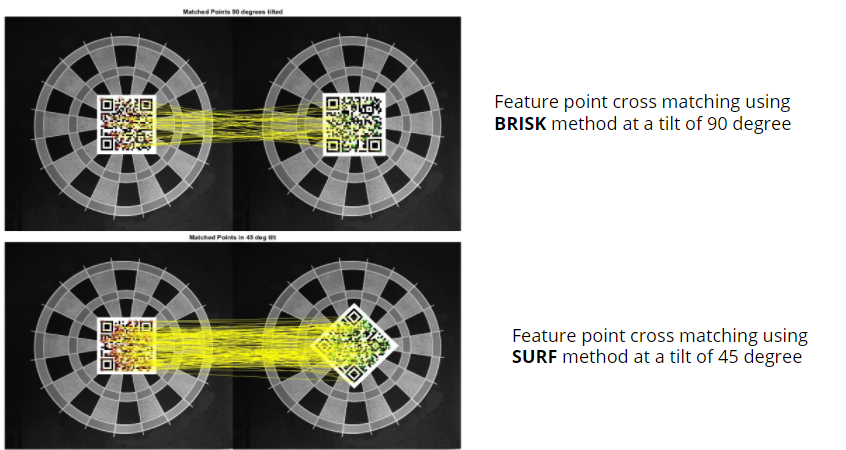 Matched Points 90 degrees tilted
Feature point cross matching using
BRISK method at a tilt of 90 degree
Matched Points in 45 deg tilt
Feature point cross matching using
SURF method at a tilt of 45 degree